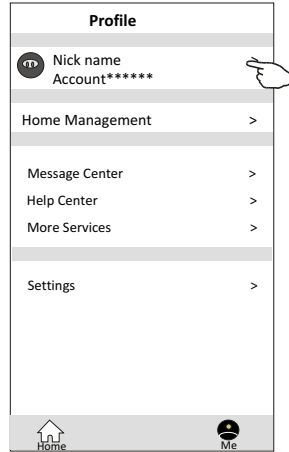 Profile
Nick name
Account******
Home Management >
Message Center >
Help Center >
More Services >
Settings >
Home Me